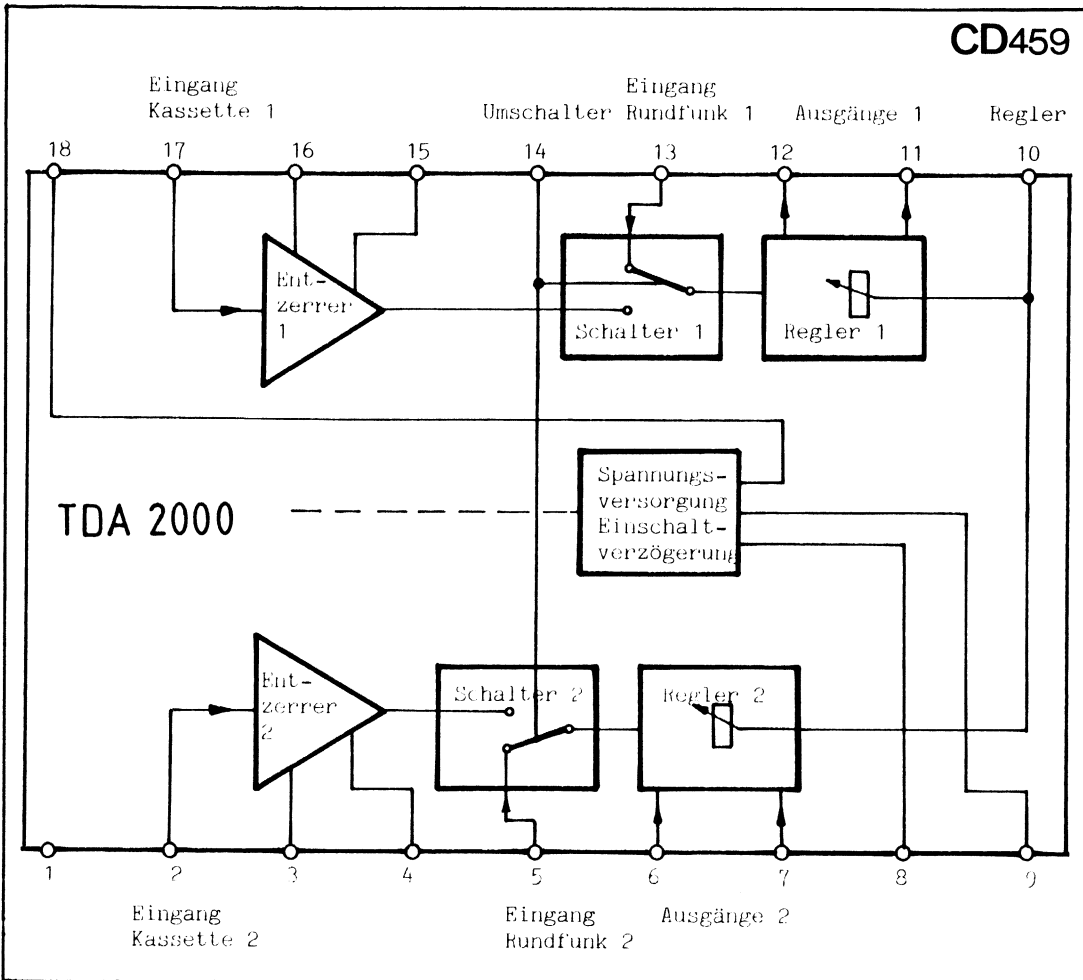 CD459
Eingang
Kassette 1
Umschalter
Eingang
Rundfunk 1
Ausgänge 1
Regler
18
17
16
15
14
13
12
11
10
Ent-
zerrer
1
Schalter 1
Regler 1
Spannungs-
versorgung
Einschalt-
verzögerung
TDA 2000
Ent-
zerrer
2
Schalter 2
Regler 2
1
2
3
4
5
6
7
8
9
Eingang
Kassette 2
Eingang
Rundfunk 2
Ausgänge 2